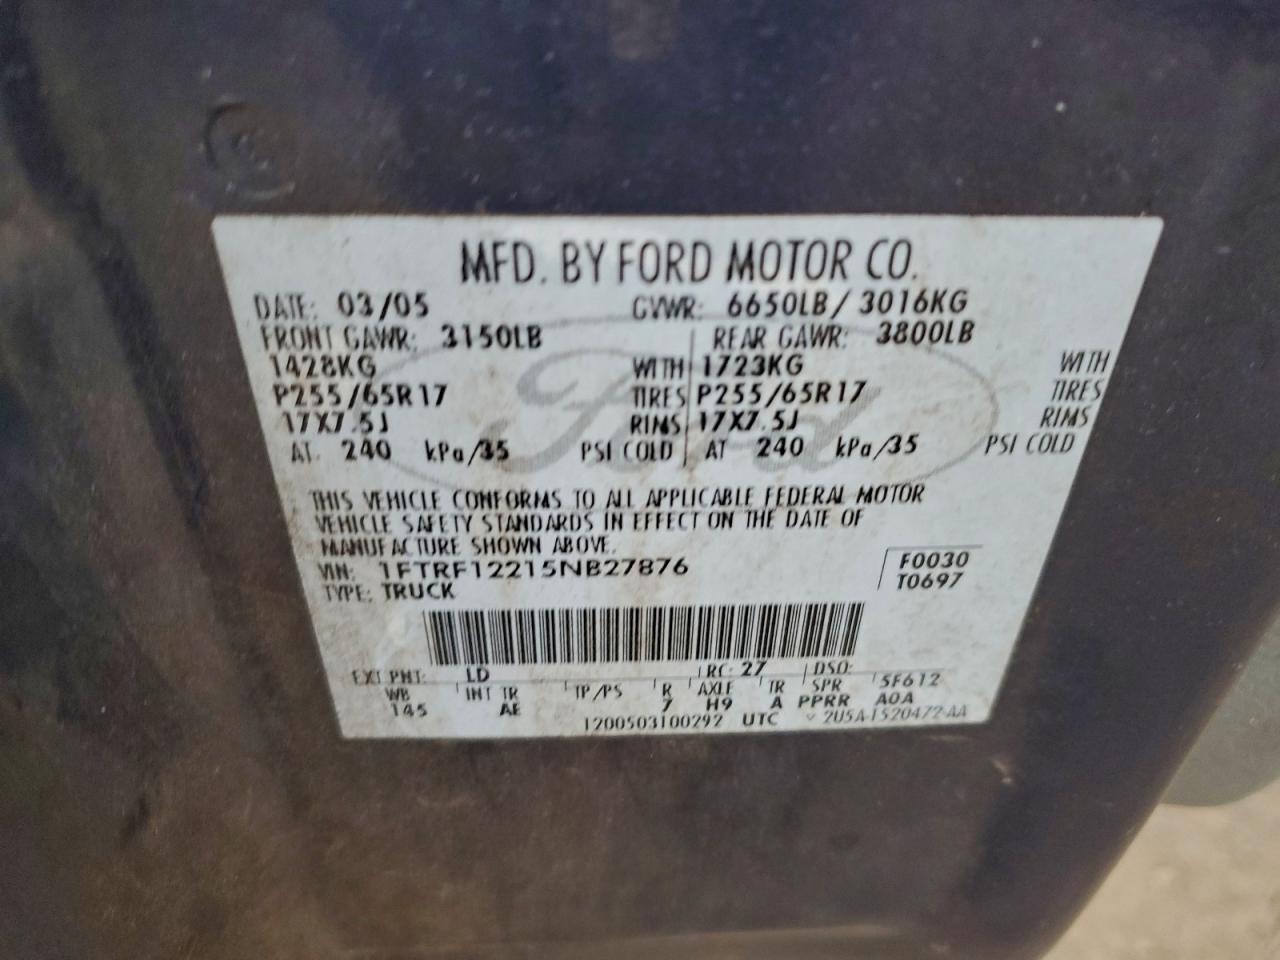 MFD. BY FORD MOTOR CO.
DATE: 03/05 GVWR: 6650LB/ 3016KG
FRONT GAWR: 3150LB REAR GAWR: 3800LB
1428KG WITH 1723KG WITH
P255/65R17 TIRES P255/65R17 TIRES
17X7.5J RIMS 17X7.5J RIMS
AT 240 kPa/35 PSI COLD AT 240 kPa/35 PSI COLD
Ford
THIS VEHICLE CONFORMS TO ALL APPLICABLE FEDERAL MOTOR
VEHICLE SAFETY STANDARDS IN EFFECT ON THE DATE OF
MANUFACTURE SHOWN ABOVE.
VIN: 1FTRF12215NB27876 F0030
TYPE: TRUCK T0697
EXT PNT: LD RC: 27 DSO:
WB INT TR TP/PS R AXLE TR SPR 5F612
145 AE 7 H9 A PPRR A0A
1200503100292 UTC 2U5A-1520472-AA